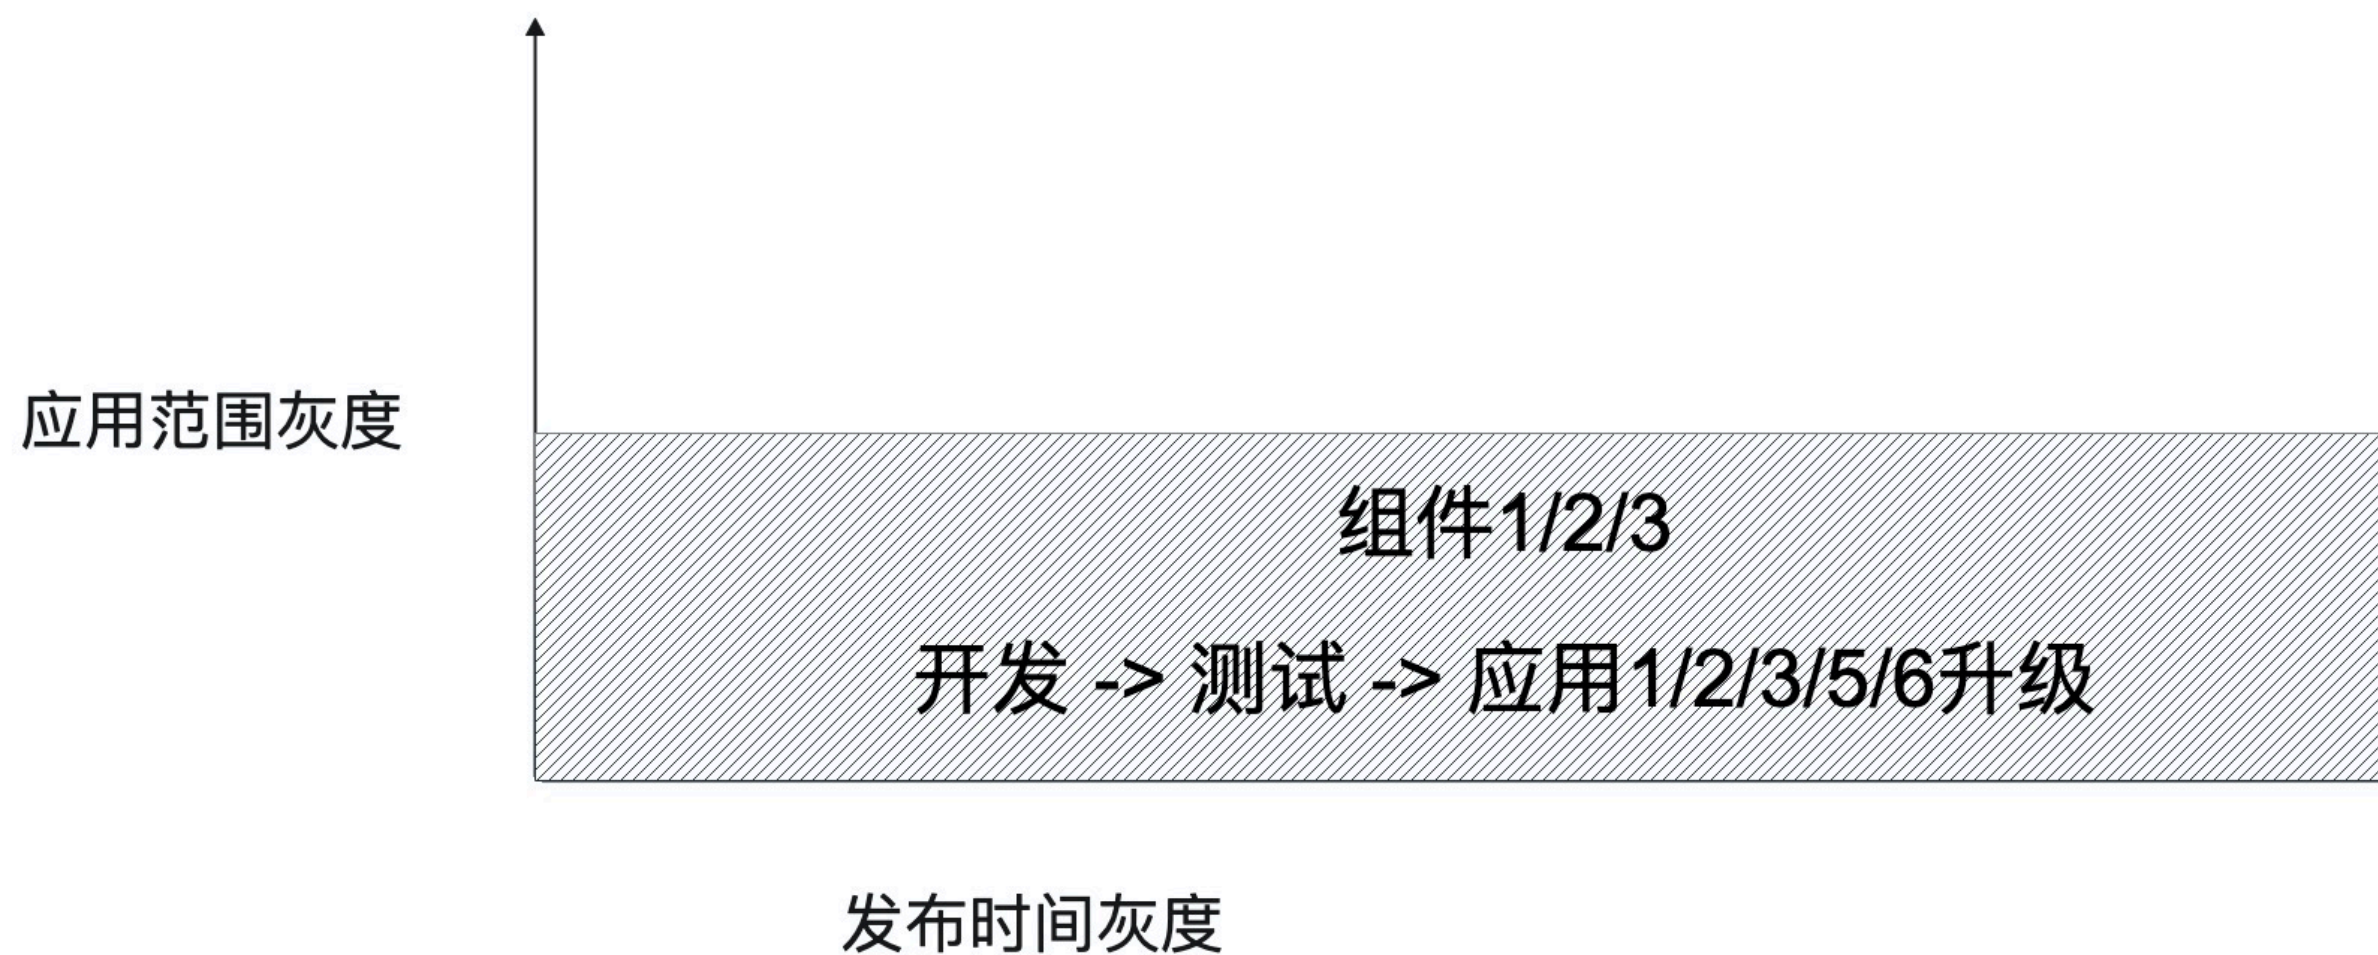 应用范围灰度
组件1/2/3
开发 -> 测试 -> 应用1/2/3/5/6升级
发布时间灰度